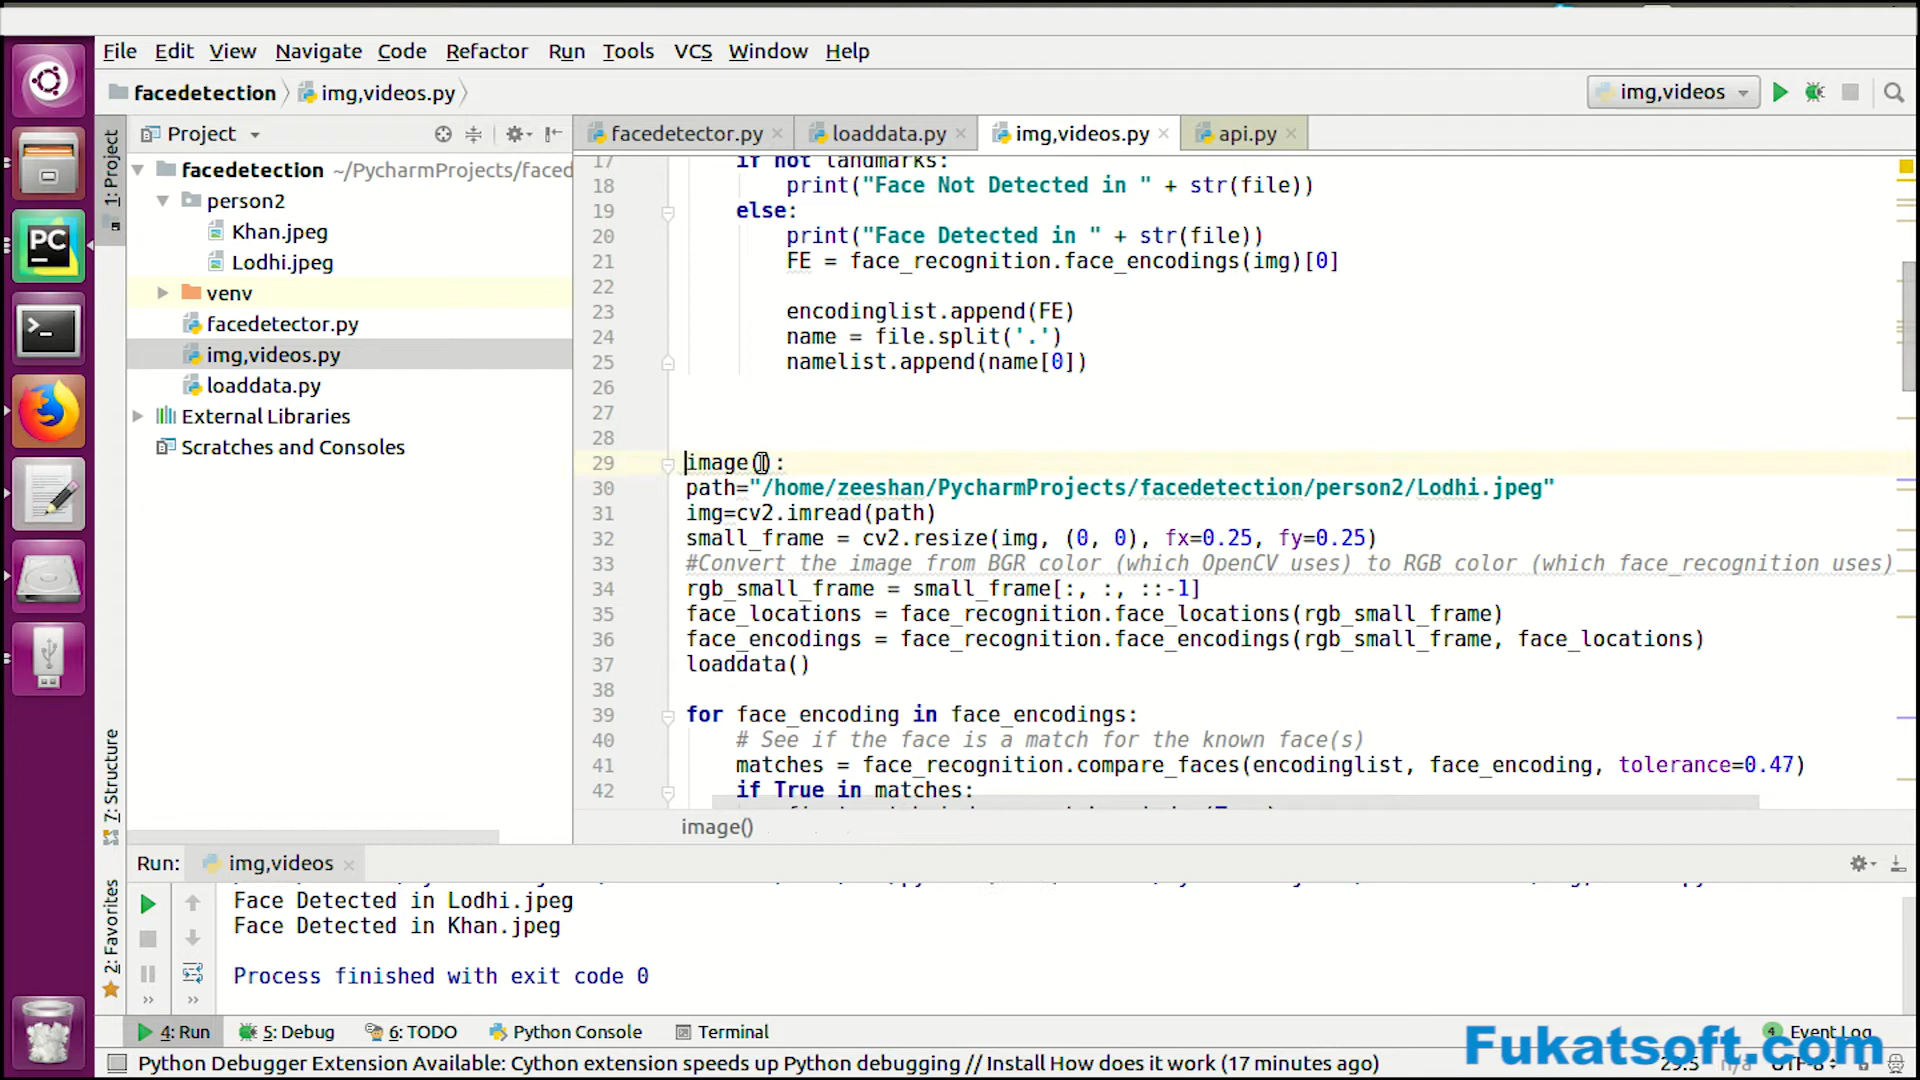 File Edit View Navigate Code Refactor Run Tools VCS Window Help
facedetection img,videos.py
img,videos
1: Project
Project
facedetector.py loaddata.py img,videos.py api.py
facedetection ~/PycharmProjects/faced
person2
Khan.jpeg
Lodhi.jpeg
venv
facedetector.py
img,videos.py
loaddata.py
External Libraries
Scratches and Consoles
17 if not landmarks:
18 print("Face Not Detected in " + str(file))
19 else:
20 print("Face Detected in " + str(file))
21 FE = face_recognition.face_encodings(img)[0]
22
23 encodinglist.append(FE)
24 name = file.split('.')
25 namelist.append(name[0])
26
27
28
29 image():
30 path="/home/zeeshan/PycharmProjects/facedetection/person2/Lodhi.jpeg"
31 img=cv2.imread(path)
32 small_frame = cv2.resize(img, (0, 0), fx=0.25, fy=0.25)
33 #Convert the image from BGR color (which OpenCV uses) to RGB color (which face_recognition uses)
34 rgb_small_frame = small_frame[:, :, ::-1]
35 face_locations = face_recognition.face_locations(rgb_small_frame)
36 face_encodings = face_recognition.face_encodings(rgb_small_frame, face_locations)
37 loaddata()
38
39 for face_encoding in face_encodings:
40 # See if the face is a match for the known face(s)
41 matches = face_recognition.compare_faces(encodinglist, face_encoding, tolerance=0.47)
42 if True in matches:
image()
7: Structure
2: Favorites
Run: img,videos
Face Detected in Lodhi.jpeg
Face Detected in Khan.jpeg
Process finished with exit code 0
4: Run 5: Debug 6: TODO Python Console Terminal
4 Event Log
Python Debugger Extension Available: Cython extension speeds up Python debugging // Install How does it work (17 minutes ago)
29:5 n/a UTF-8
Fukatsoft.com
PC
>_